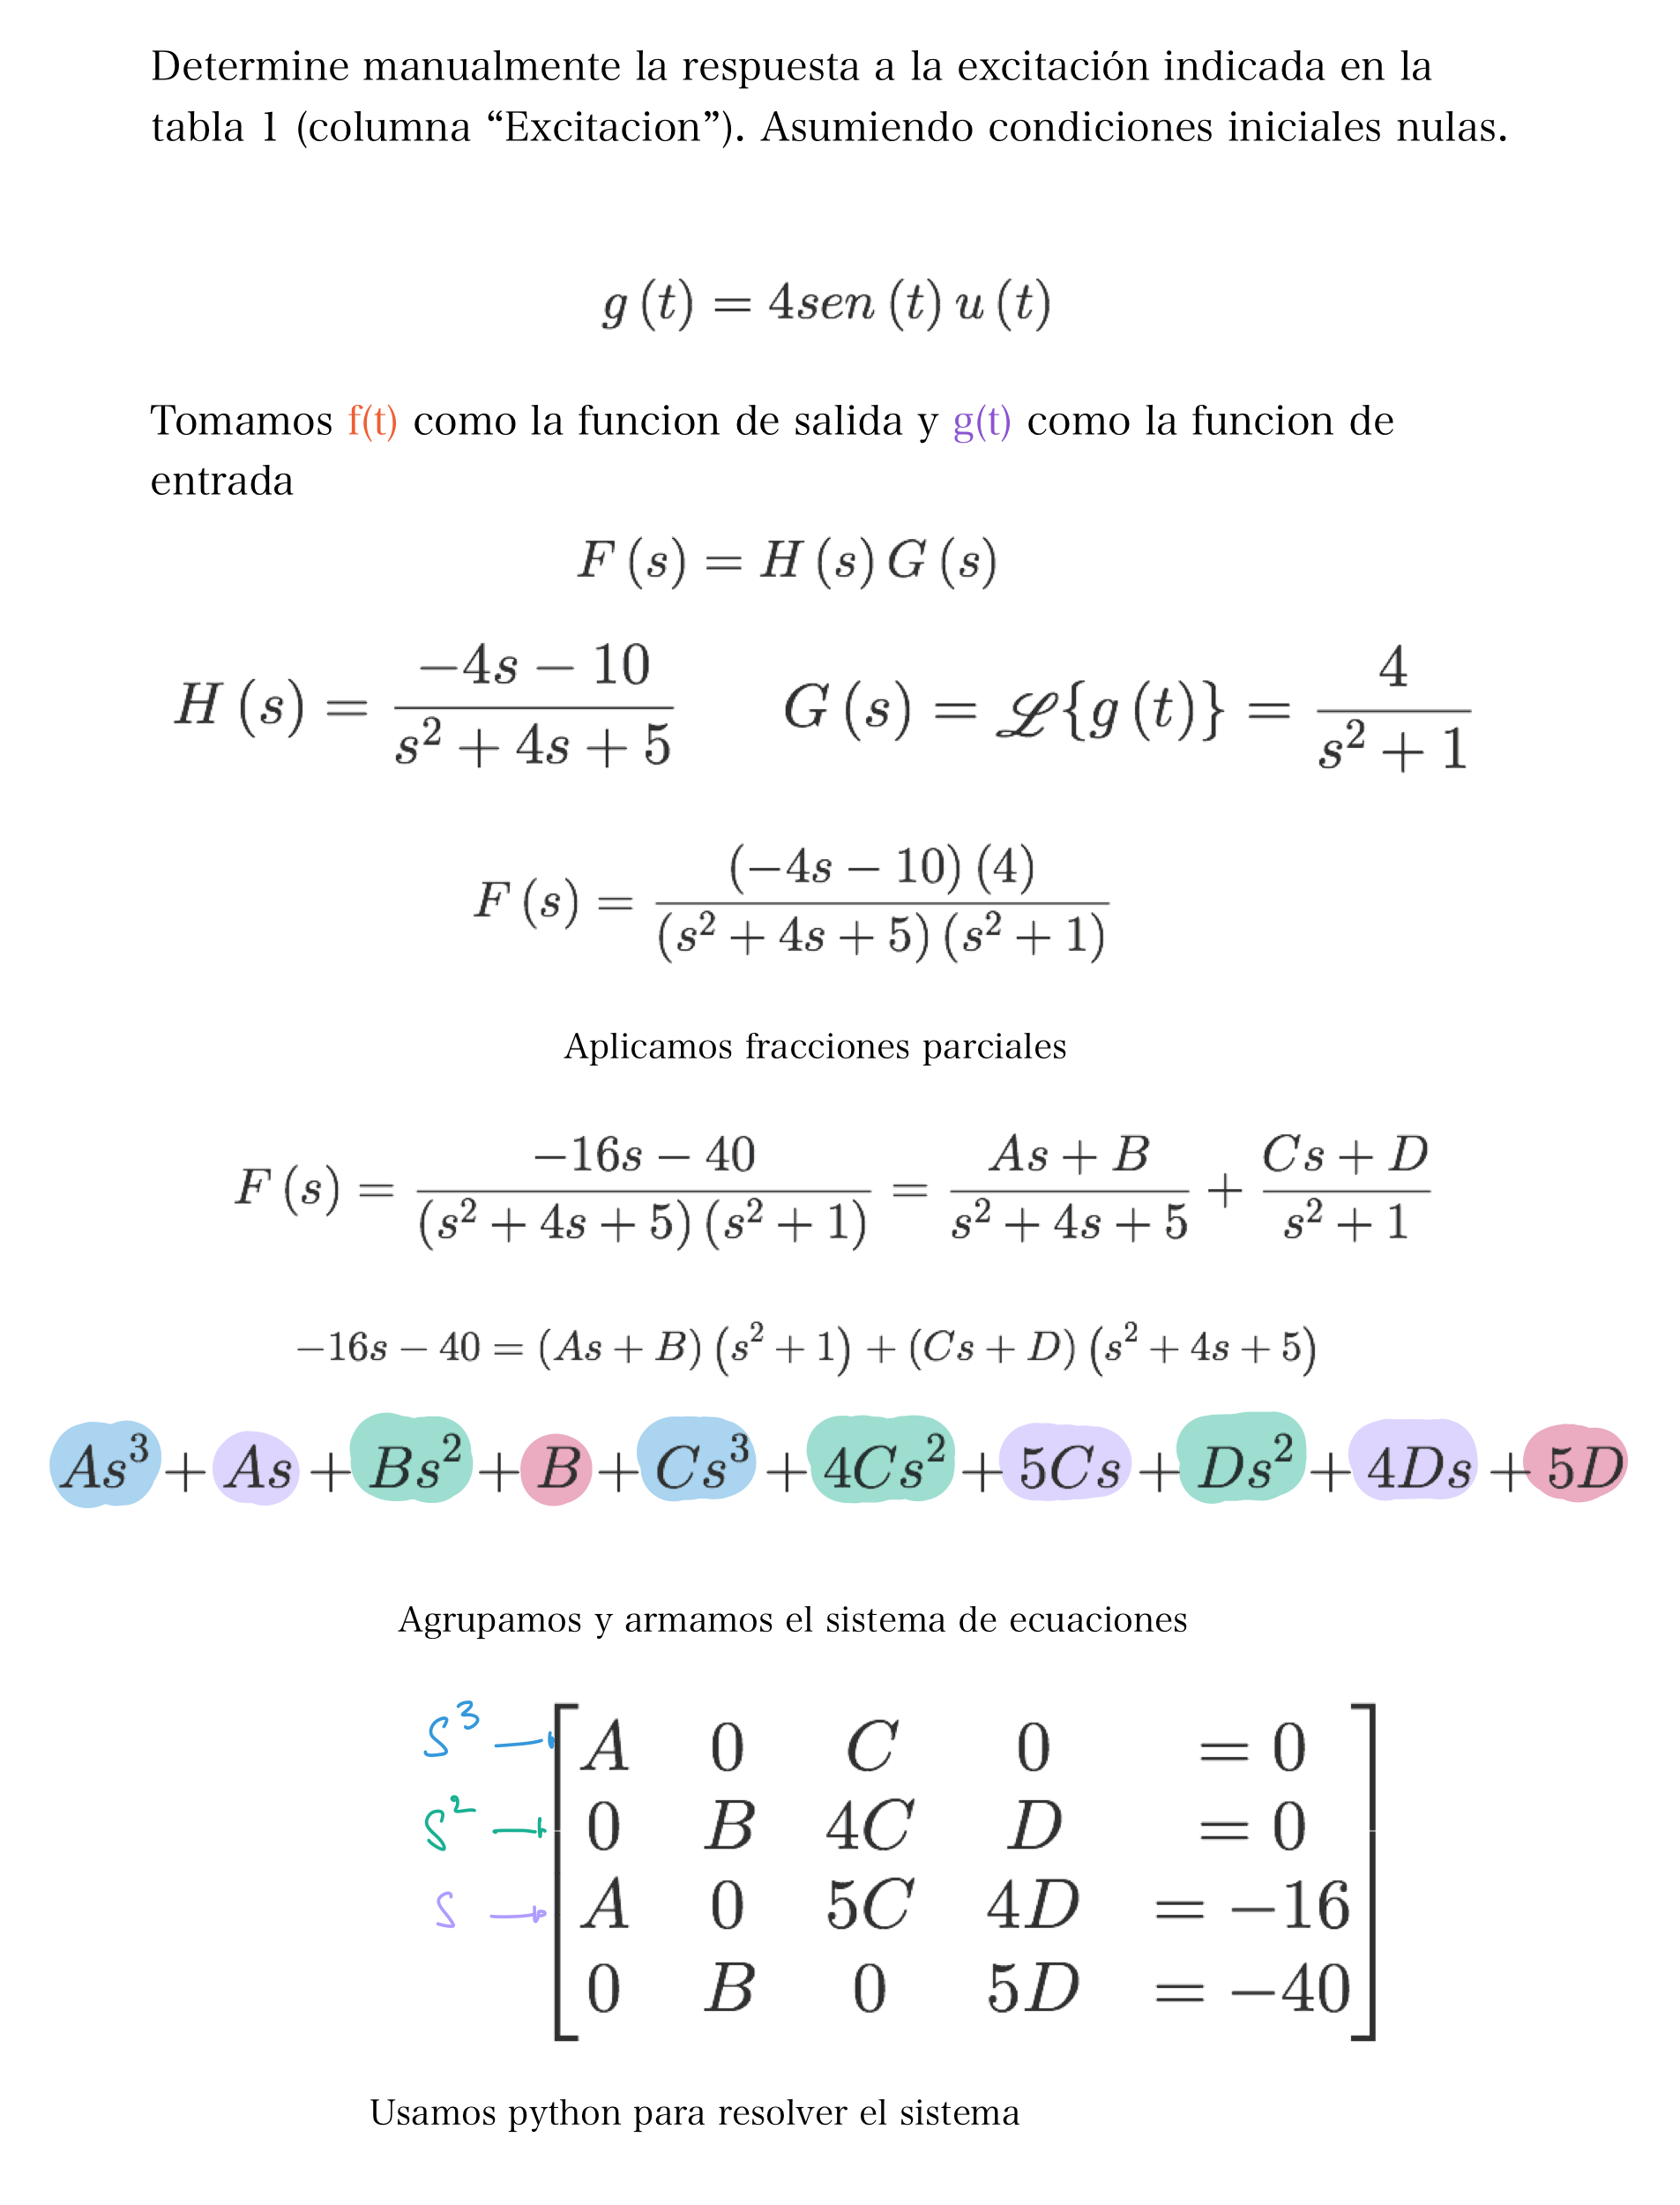 Determine manualmente la respuesta a la excitación indicada en la
tabla 1 (columna “Excitacion”). Asumiendo condiciones iniciales nulas.
g (t) = 4sen (t) u (t)
Tomamos f(t) como la funcion de salida y g(t) como la funcion de
entrada
F (s) = H (s) G (s)
H (s) = \frac{-4s - 10}{s^2 + 4s + 5}    G (s) = ℒ{g (t)} = \frac{4}{s^2 + 1}
F (s) = \frac{(-4s - 10) (4)}{(s^2 + 4s + 5) (s^2 + 1)}
Aplicamos fracciones parciales
F (s) = \frac{-16s - 40}{(s^2 + 4s + 5) (s^2 + 1)} = \frac{As + B}{s^2 + 4s + 5} + \frac{Cs + D}{s^2 + 1}
-16s - 40 = (As + B) (s^2 + 1) + (Cs + D) (s^2 + 4s + 5)
As^3 + As + Bs^2 + B + Cs^3 + 4Cs^2 + 5Cs + Ds^2 + 4Ds + 5D
Agrupamos y armamos el sistema de ecuaciones
s^3 → A 0 C 0 = 0
s^2 → 0 B 4C D = 0
s → A 0 5C 4D = -16
0 B 0 5D = -40
Usamos python para resolver el sistema